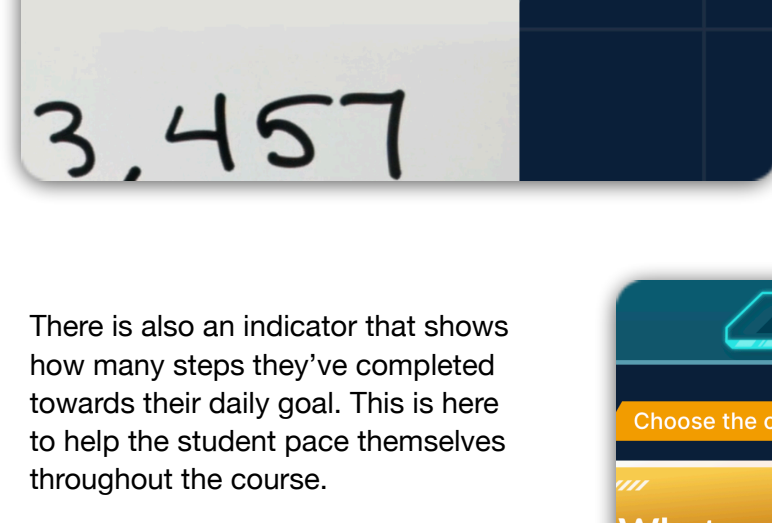 3,457
There is also an indicator that shows
how many steps they've completed
towards their daily goal. This is here
to help the student pace themselves
throughout the course.
Choose the